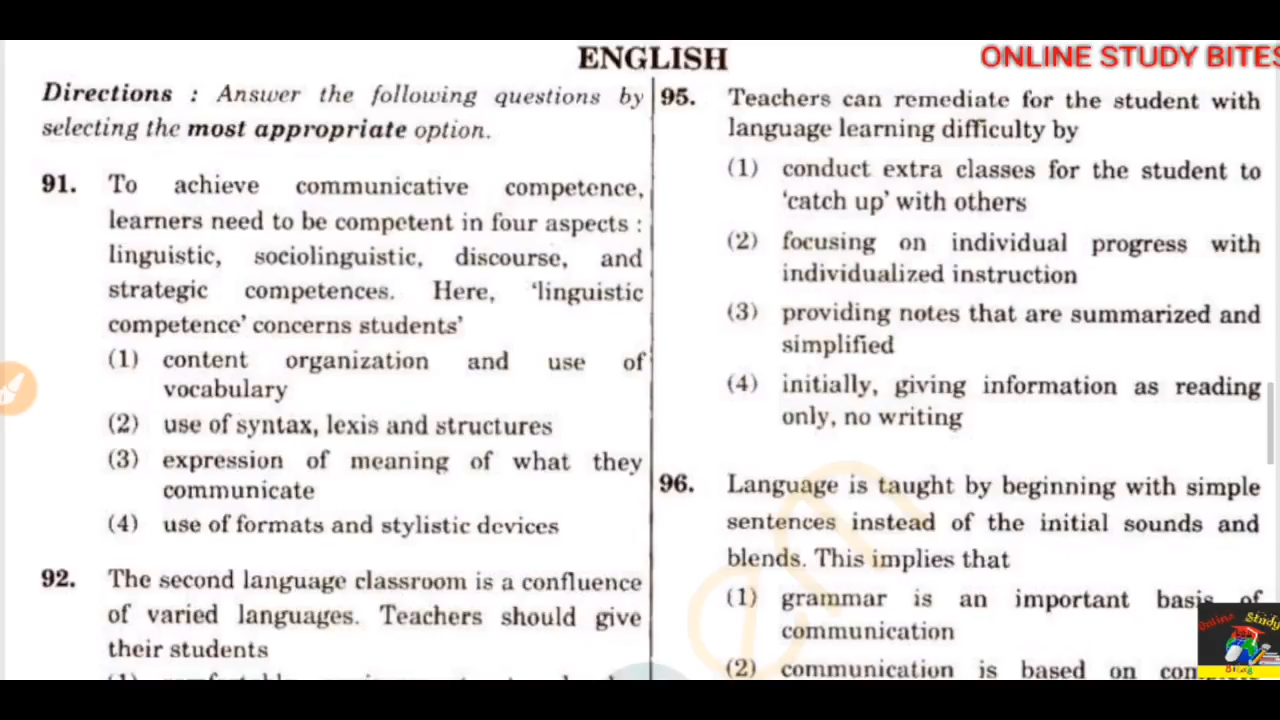 ENGLISH
ONLINE STUDY BITES
Directions : Answer the following questions by
selecting the most appropriate option.
91. To achieve communicative competence,
learners need to be competent in four aspects :
linguistic, sociolinguistic, discourse, and
strategic competences. Here, 'linguistic
competence' concerns students'
(1) content organization and use of
vocabulary
(2) use of syntax, lexis and structures
(3) expression of meaning of what they
communicate
(4) use of formats and stylistic devices
92. The second language classroom is a confluence
of varied languages. Teachers should give
their students
95. Teachers can remediate for the student with
language learning difficulty by
(1) conduct extra classes for the student to
'catch up' with others
(2) focusing on individual progress with
individualized instruction
(3) providing notes that are summarized and
simplified
(4) initially, giving information as reading
only, no writing
96. Language is taught by beginning with simple
sentences instead of the initial sounds and
blends. This implies that
(1) grammar is an important basis of
communication
(2) communication is based on
Online Study
Bites